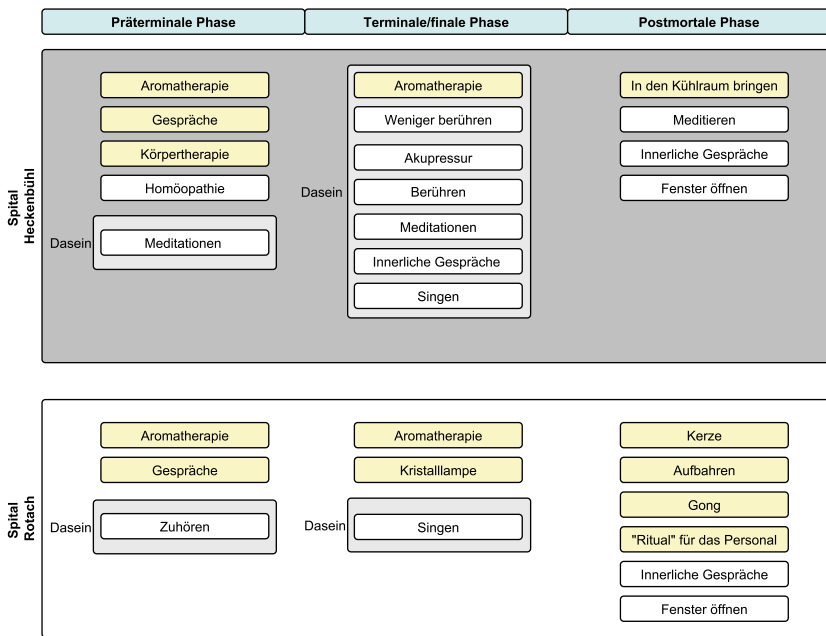 Präterminale Phase
Terminale/finale Phase
Postmortale Phase
Spital
Heckenbühl
Aromatherapie
Gespräche
Körpertherapie
Homöopathie
Dasein
Meditationen
Dasein
Aromatherapie
Weniger berühren
Akupressur
Berühren
Meditationen
Innerliche Gespräche
Singen
In den Kühlraum bringen
Meditieren
Innerliche Gespräche
Fenster öffnen
Spital
Rotach
Aromatherapie
Gespräche
Dasein
Zuhören
Aromatherapie
Kristalllampe
Dasein
Singen
Kerze
Aufbahren
Gong
"Ritual" für das Personal
Innerliche Gespräche
Fenster öffnen